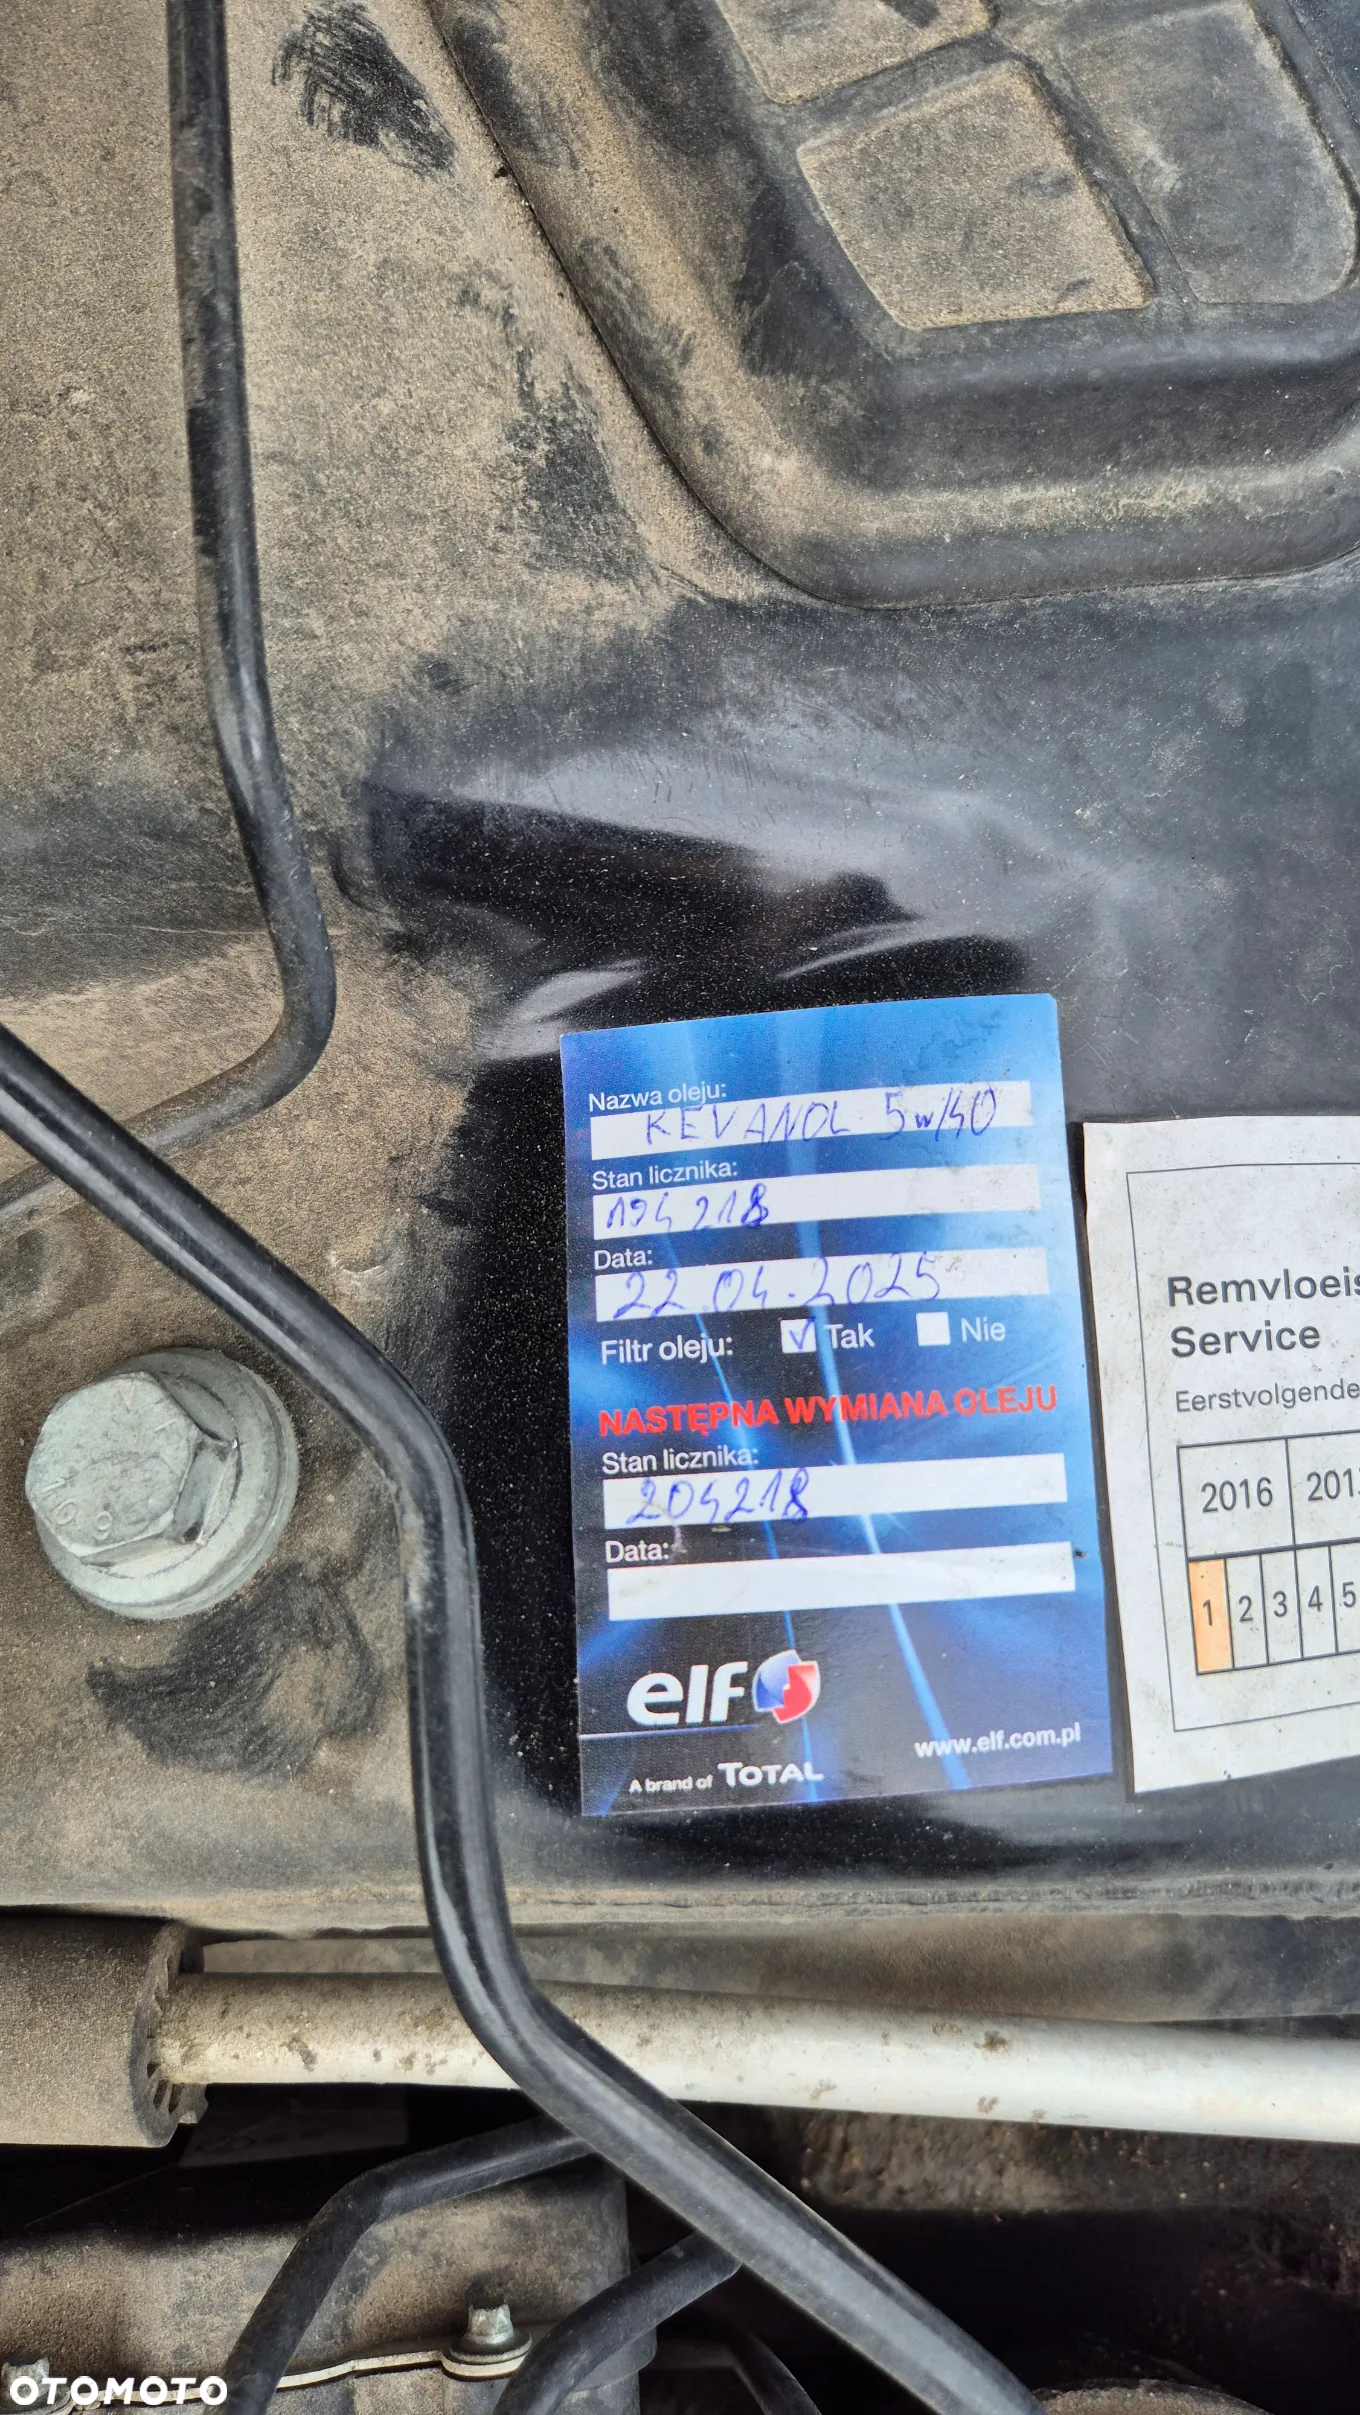 Nazwa oleju:
KEVANOL 5w/40
Stan licznika:
194 218
Data:
22.04.2025
Filtr oleju: Tak Nie
NASTĘPNA WYMIANA OLEJU
Stan licznika:
204218
Data:
elf
www.elf.com.pl
A brand of TOTAL
Remvloeis
Service
Eerstvolgende
2016 201
1 2 3 4 5
OTOMOTO